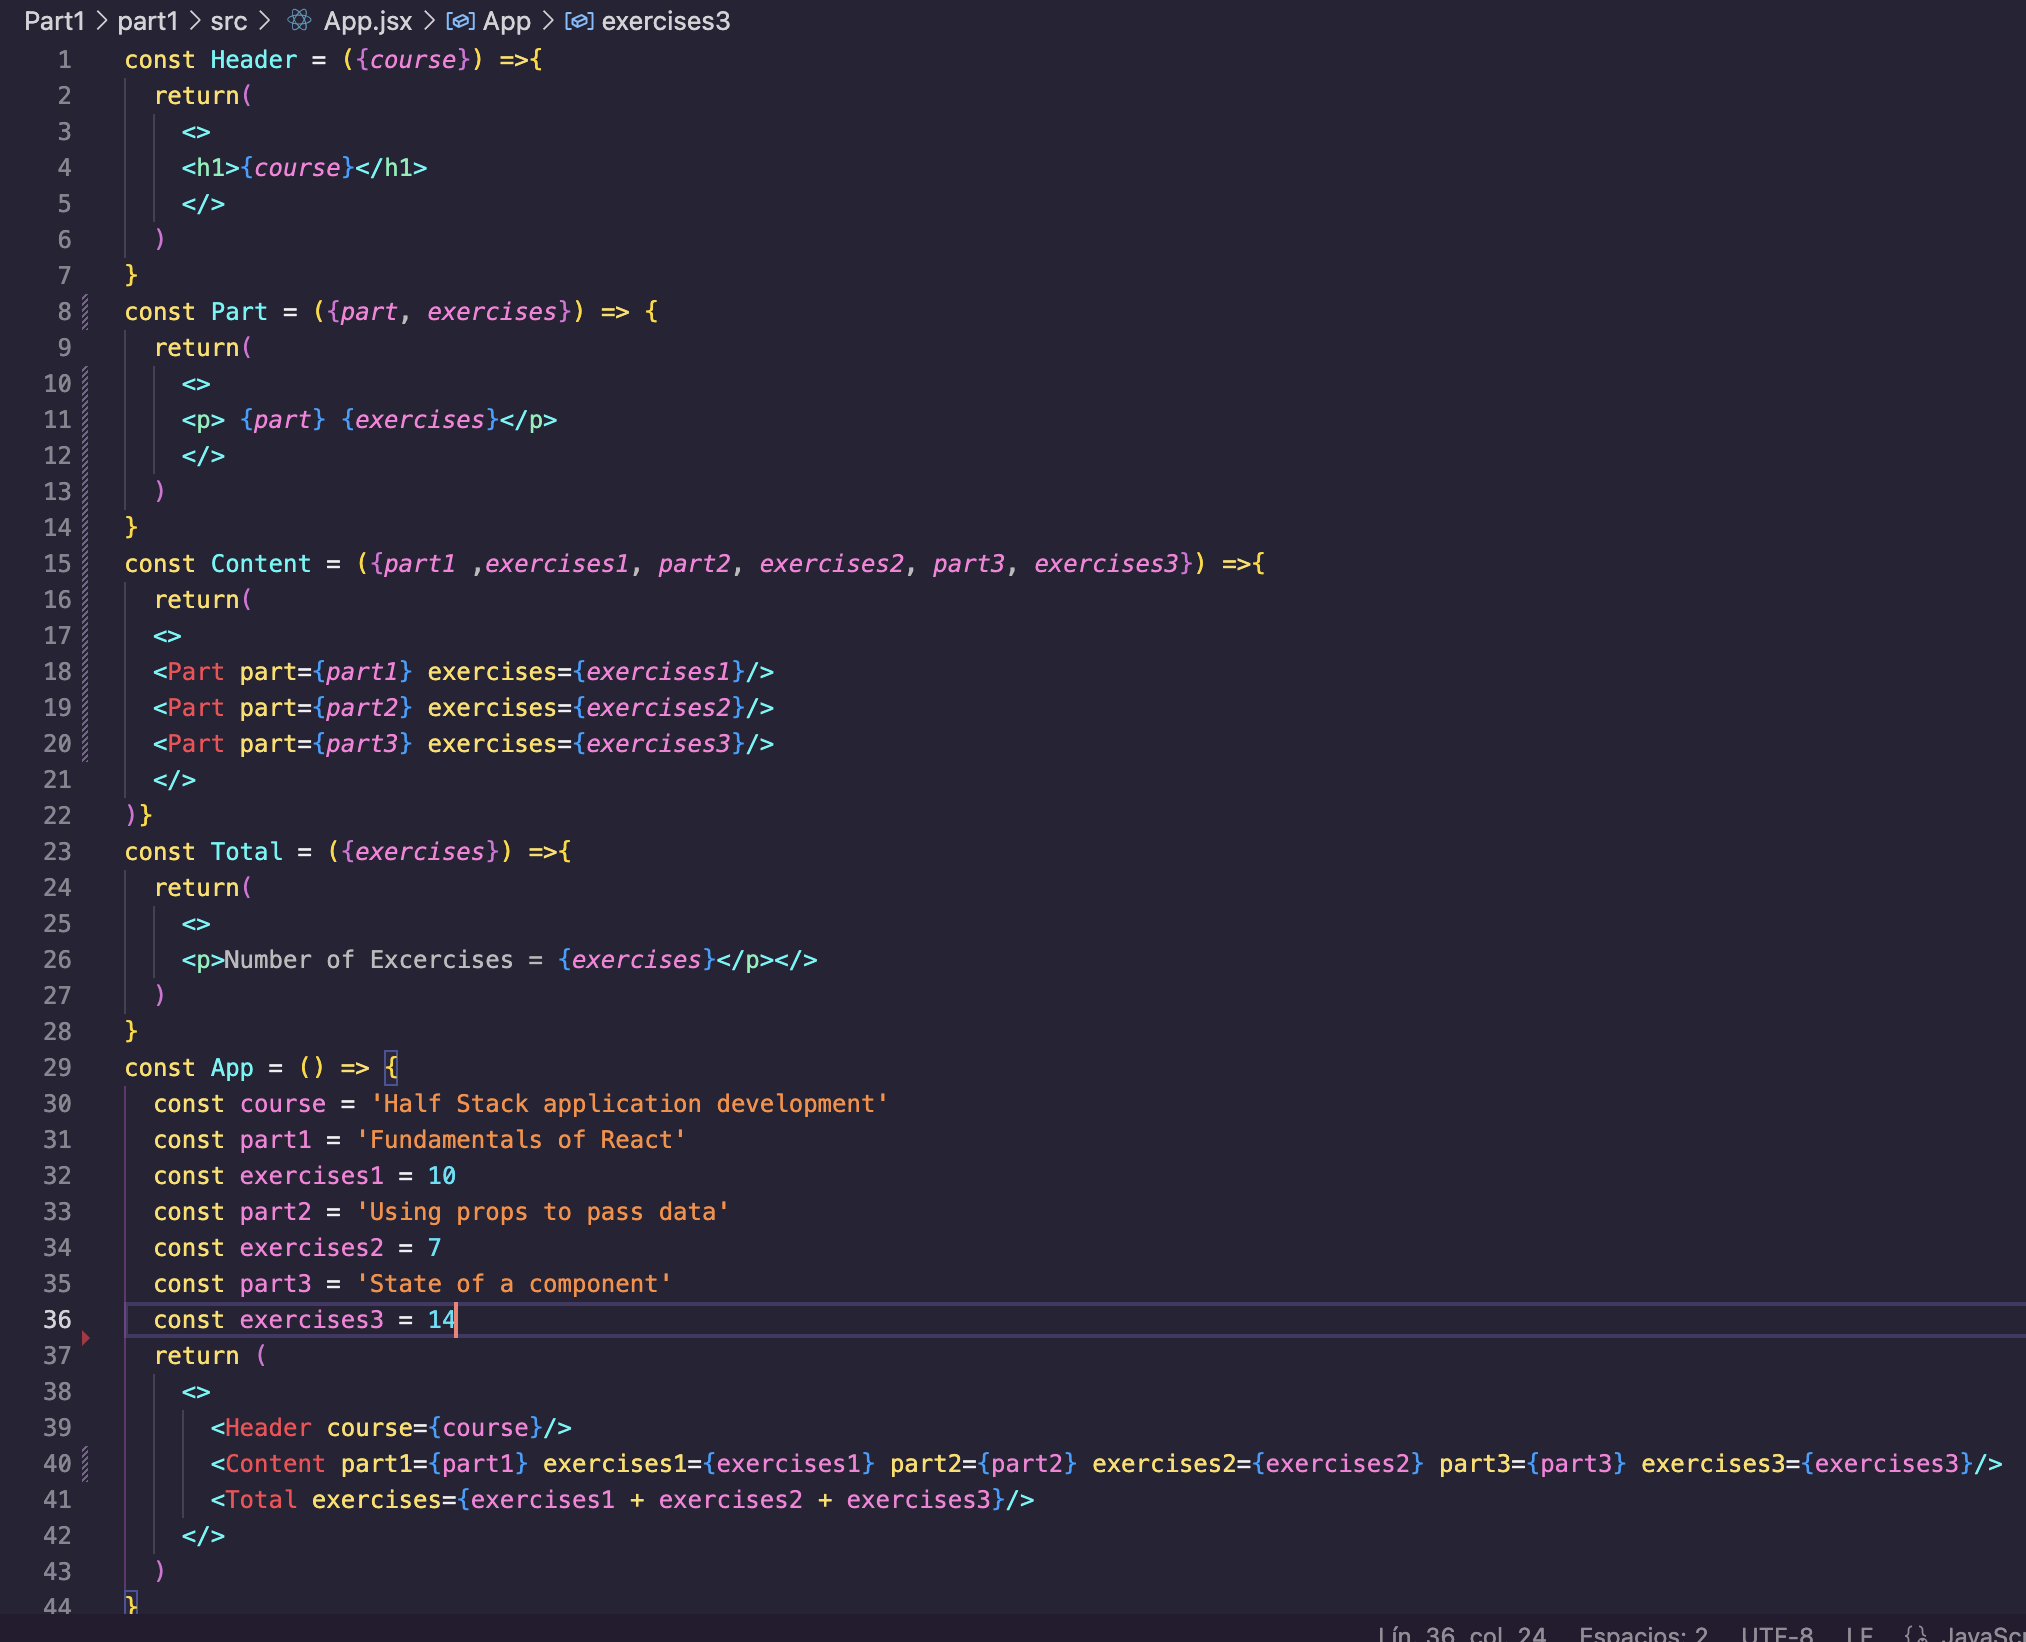 Part1 > part1 > src > App.jsx > App > exercises3
1 const Header = ({course}) =>{
2   return(
3     <>
4     <h1>{course}</h1>
5     </>
6   )
7 }
8 const Part = ({part, exercises}) => {
9   return(
10     <>
11     <p> {part} {exercises}</p>
12     </>
13   )
14 }
15 const Content = ({part1 ,exercises1, part2, exercises2, part3, exercises3}) =>{
16   return(
17   <>
18   <Part part={part1} exercises={exercises1}/>
19   <Part part={part2} exercises={exercises2}/>
20   <Part part={part3} exercises={exercises3}/>
21   </>
22 )}
23 const Total = ({exercises}) =>{
24   return(
25     <>
26     <p>Number of Excercises = {exercises}</p></>
27   )
28 }
29 const App = () => {
30   const course = 'Half Stack application development'
31   const part1 = 'Fundamentals of React'
32   const exercises1 = 10
33   const part2 = 'Using props to pass data'
34   const exercises2 = 7
35   const part3 = 'State of a component'
36   const exercises3 = 14
37   return (
38     <>
39       <Header course={course}/>
40       <Content part1={part1} exercises1={exercises1} part2={part2} exercises2={exercises2} part3={part3} exercises3={exercises3}/>
41       <Total exercises={exercises1 + exercises2 + exercises3}/>
42     </>
43   )
44 }
Lín. 36, col. 24 Espacios: 2 UTF-8 LF {} JavaScr